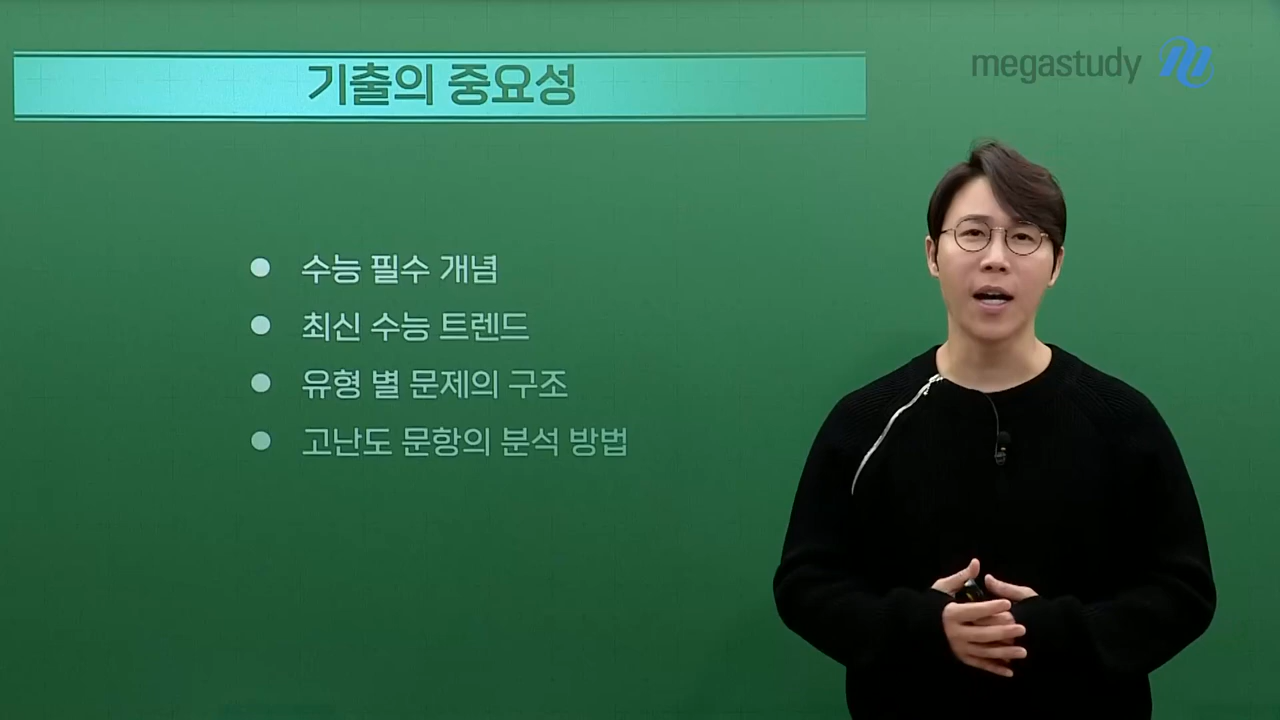 기출의 중요성
megastudy
수능 필수 개념
최신 수능 트렌드
유형 별 문제의 구조
고난도 문항의 분석 방법